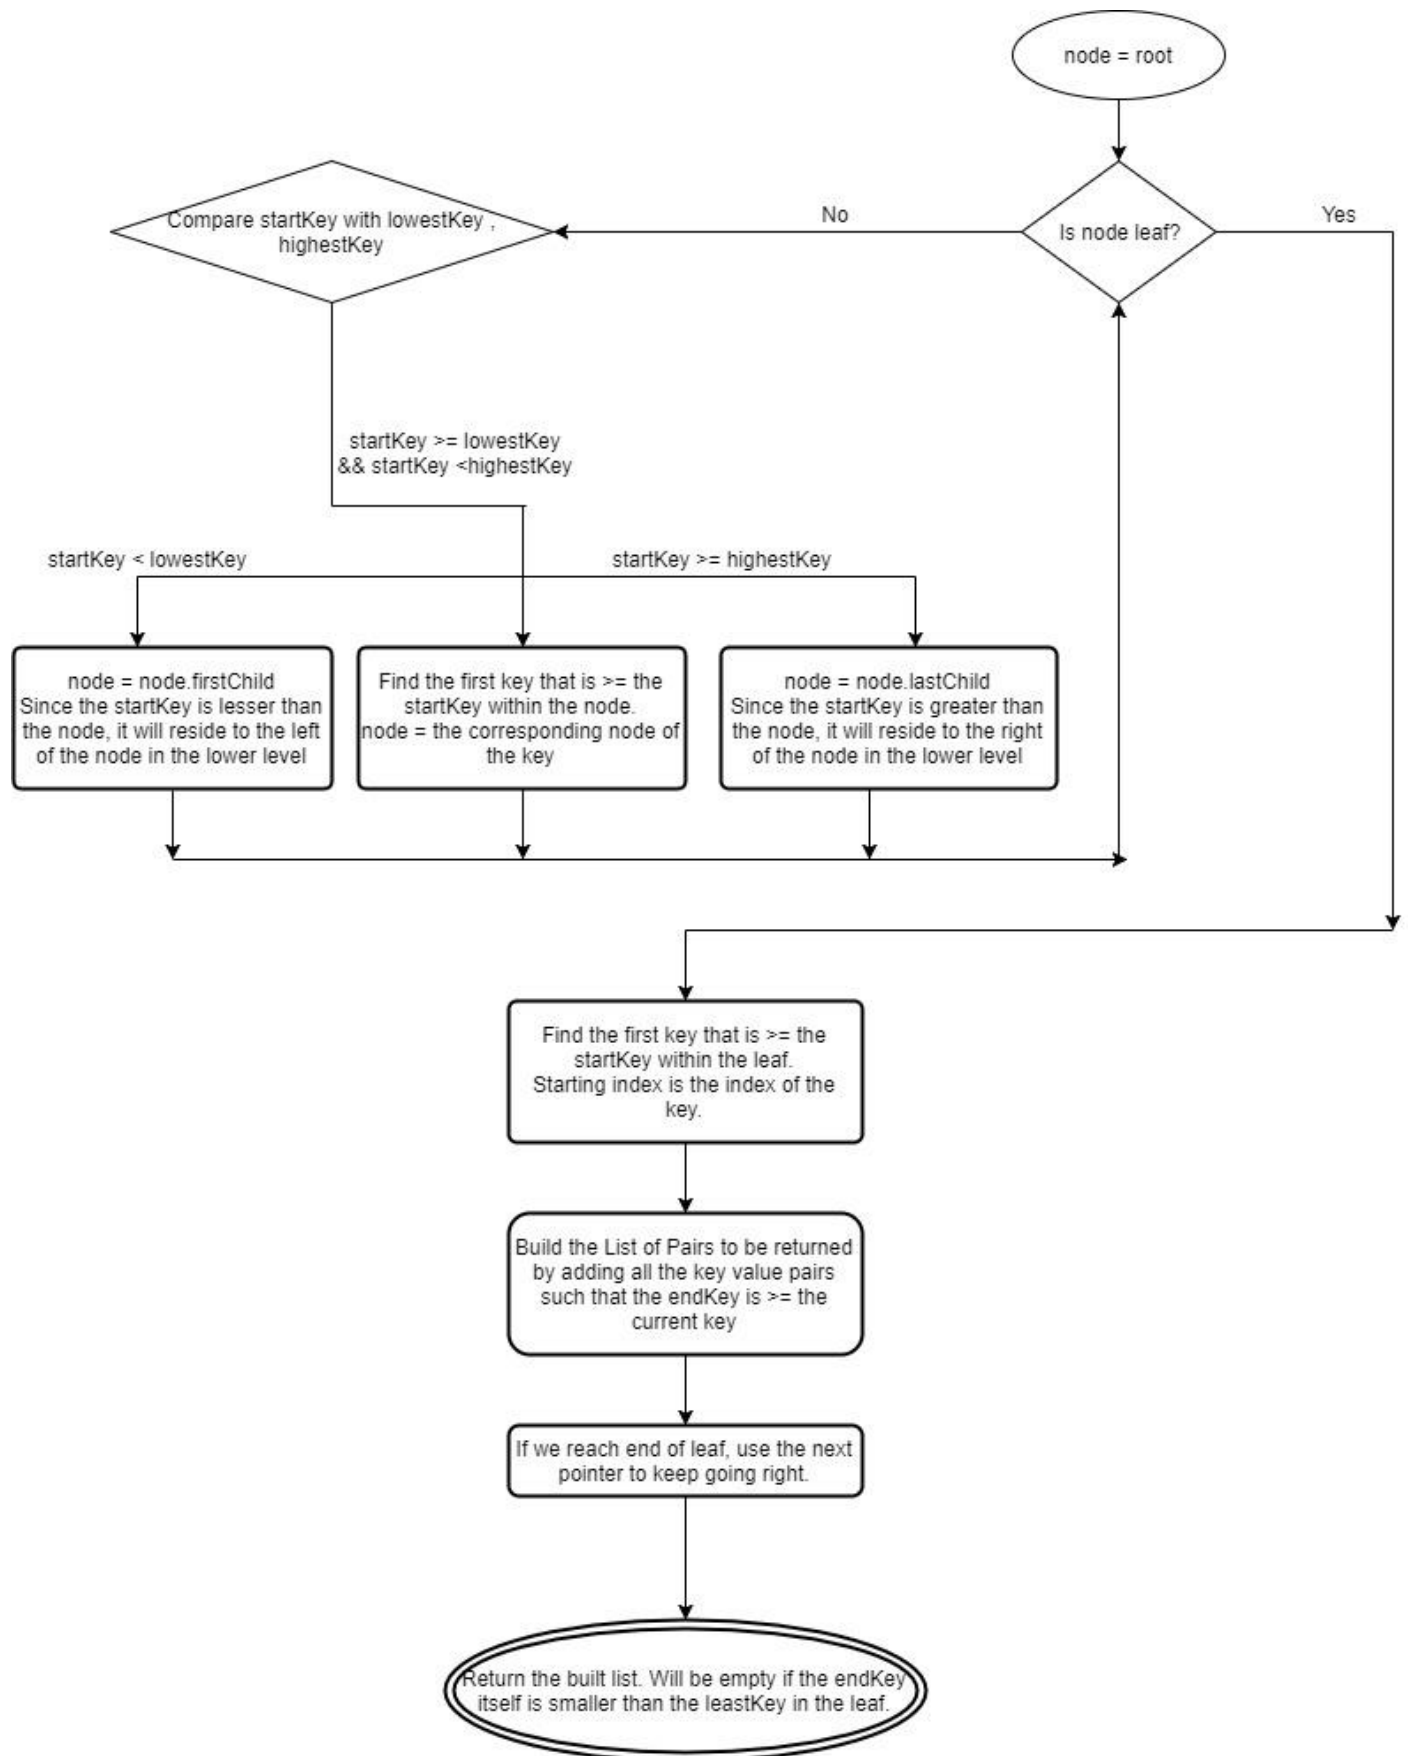 node = root
Is node leaf?
No
Yes
Compare startKey with lowestKey ,
highestKey
startKey >= lowestKey
&& startKey <highestKey
startKey < lowestKey
startKey >= highestKey
node = node.firstChild
Since the startKey is lesser than
the node, it will reside to the left
of the node in the lower level
Find the first key that is >= the
startKey within the node.
node = the corresponding node of
the key
node = node.lastChild
Since the startKey is greater than
the node, it will reside to the right
of the node in the lower level
Find the first key that is >= the
startKey within the leaf.
Starting index is the index of the
key.
Build the List of Pairs to be returned
by adding all the key value pairs
such that the endKey is >= the
current key
If we reach end of leaf, use the next
pointer to keep going right.
Return the built list. Will be empty if the endKey
itself is smaller than the leastKey in the leaf.